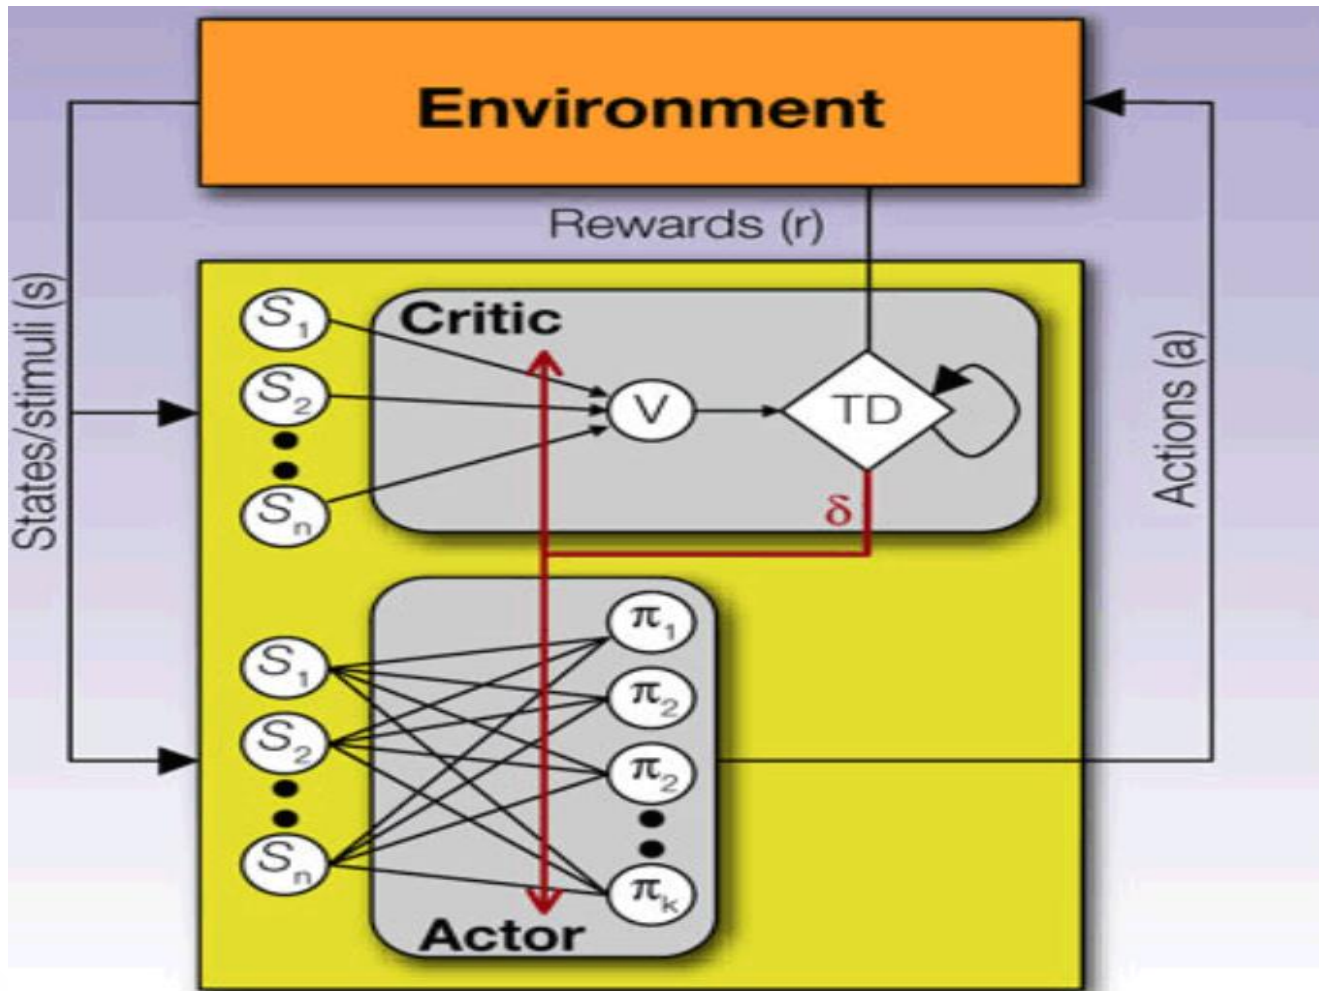 Environment
Rewards (r)
States/stimuli (s)
Actions (a)
Critic
S1
S2
Sn
V
TD
δ
S1
S2
Sn
π1
π2
π2
πk
Actor